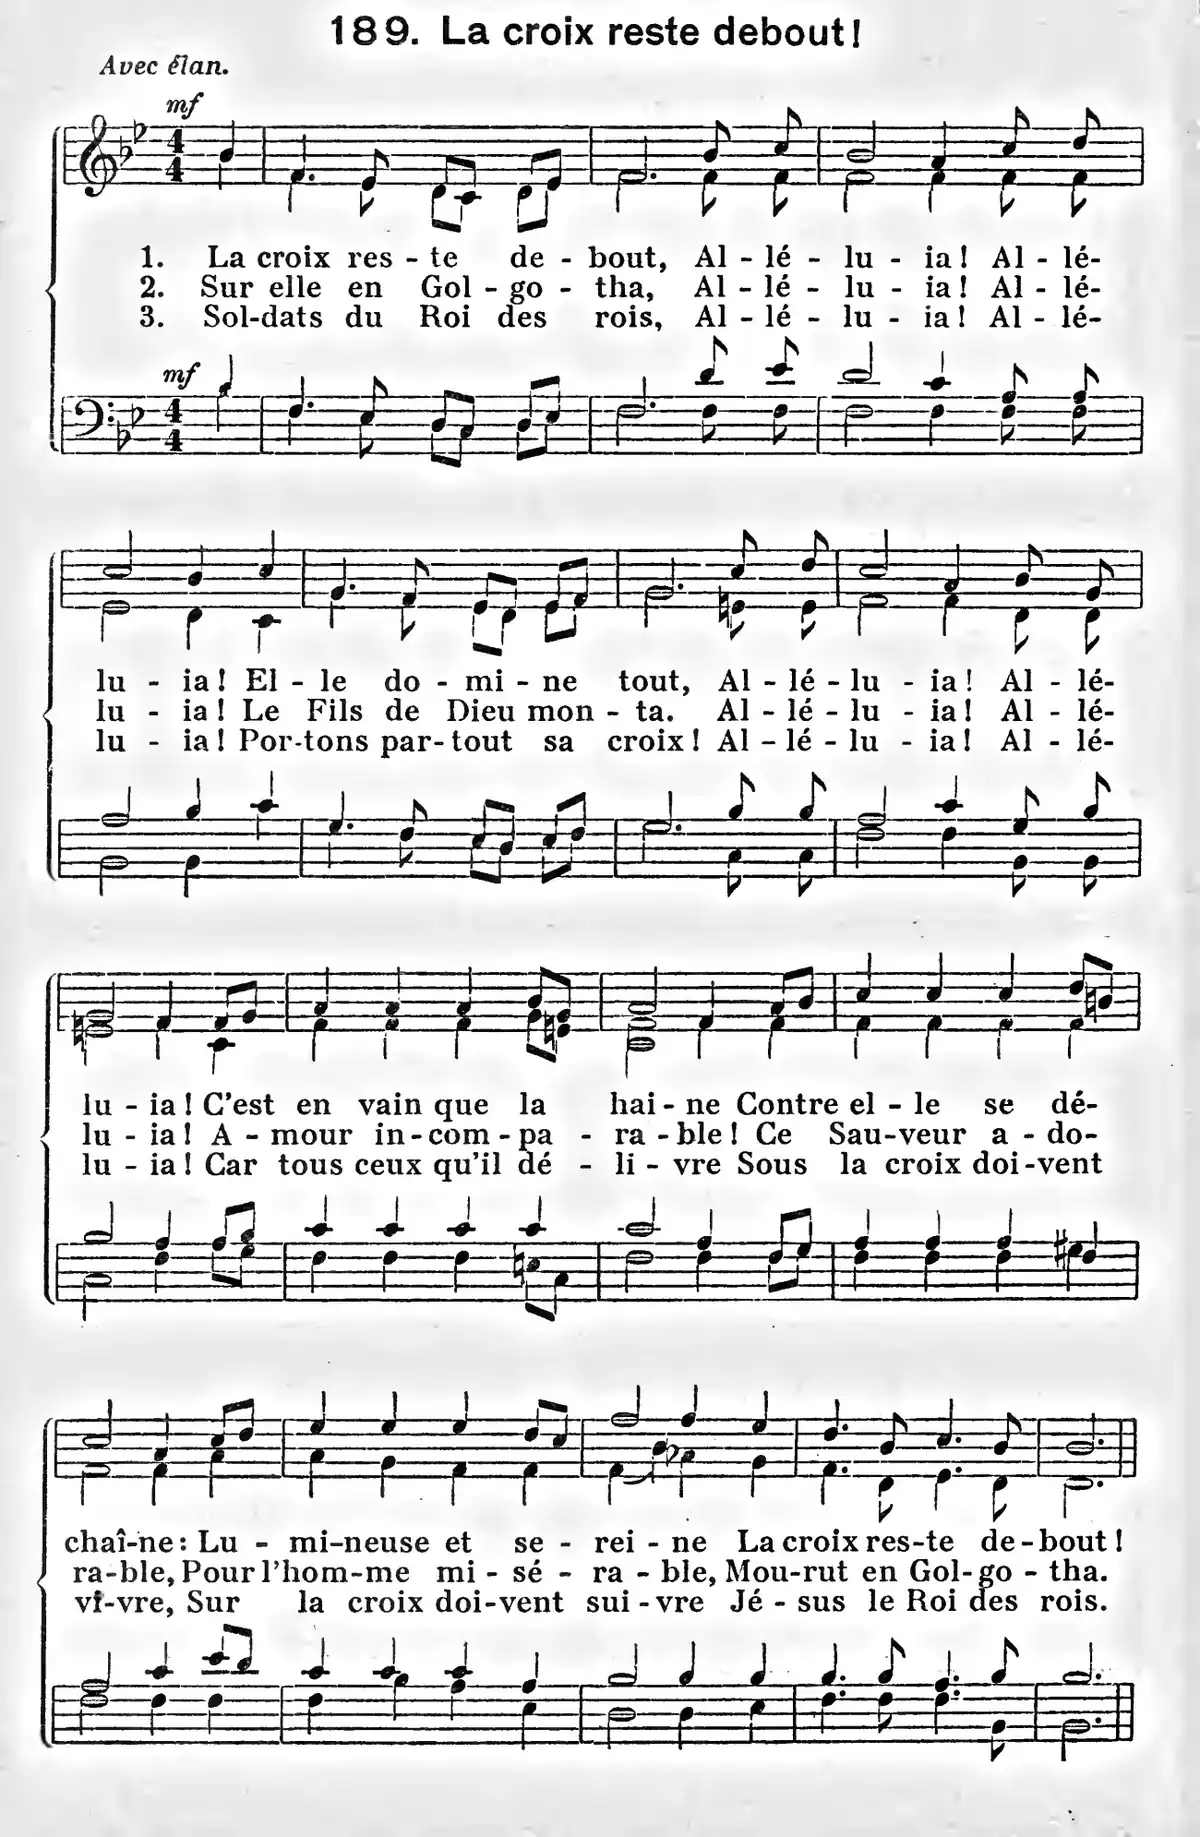 189. La croix reste debout!
Avec élan.
mf
1. La croix res - te de - bout, Al - lé - lu - ia! Al - lé-
2. Sur elle en Gol - go - tha, Al - lé - lu - ia! Al - lé-
3. Sol-dats du Roi des rois, Al - lé - lu - ia! Al - lé-
mf
lu - ia! El - le do - mi - ne tout, Al - lé - lu - ia! Al - lé-
lu - ia! Le Fils de Dieu mon - ta. Al - lé - lu - ia! Al - lé-
lu - ia! Por-tons par-tout sa croix! Al - lé - lu - ia! Al - lé-
lu - ia! C'est en vain que la hai - ne Contre el - le se dé-
lu - ia! A - mour in-com - pa - ra - ble! Ce Sau-veur a - do-
lu - ia! Car tous ceux qu'il dé - li - vre Sous la croix doi-vent
chaî-ne: Lu - mi-neuse et se - rei - ne La croix res-te de-bout!
ra-ble, Pour l'hom-me mi - sé - ra - ble, Mou-rut en Gol-go - tha.
vi-vre, Sur la croix doi-vent sui-vre Jé - sus le Roi des rois.